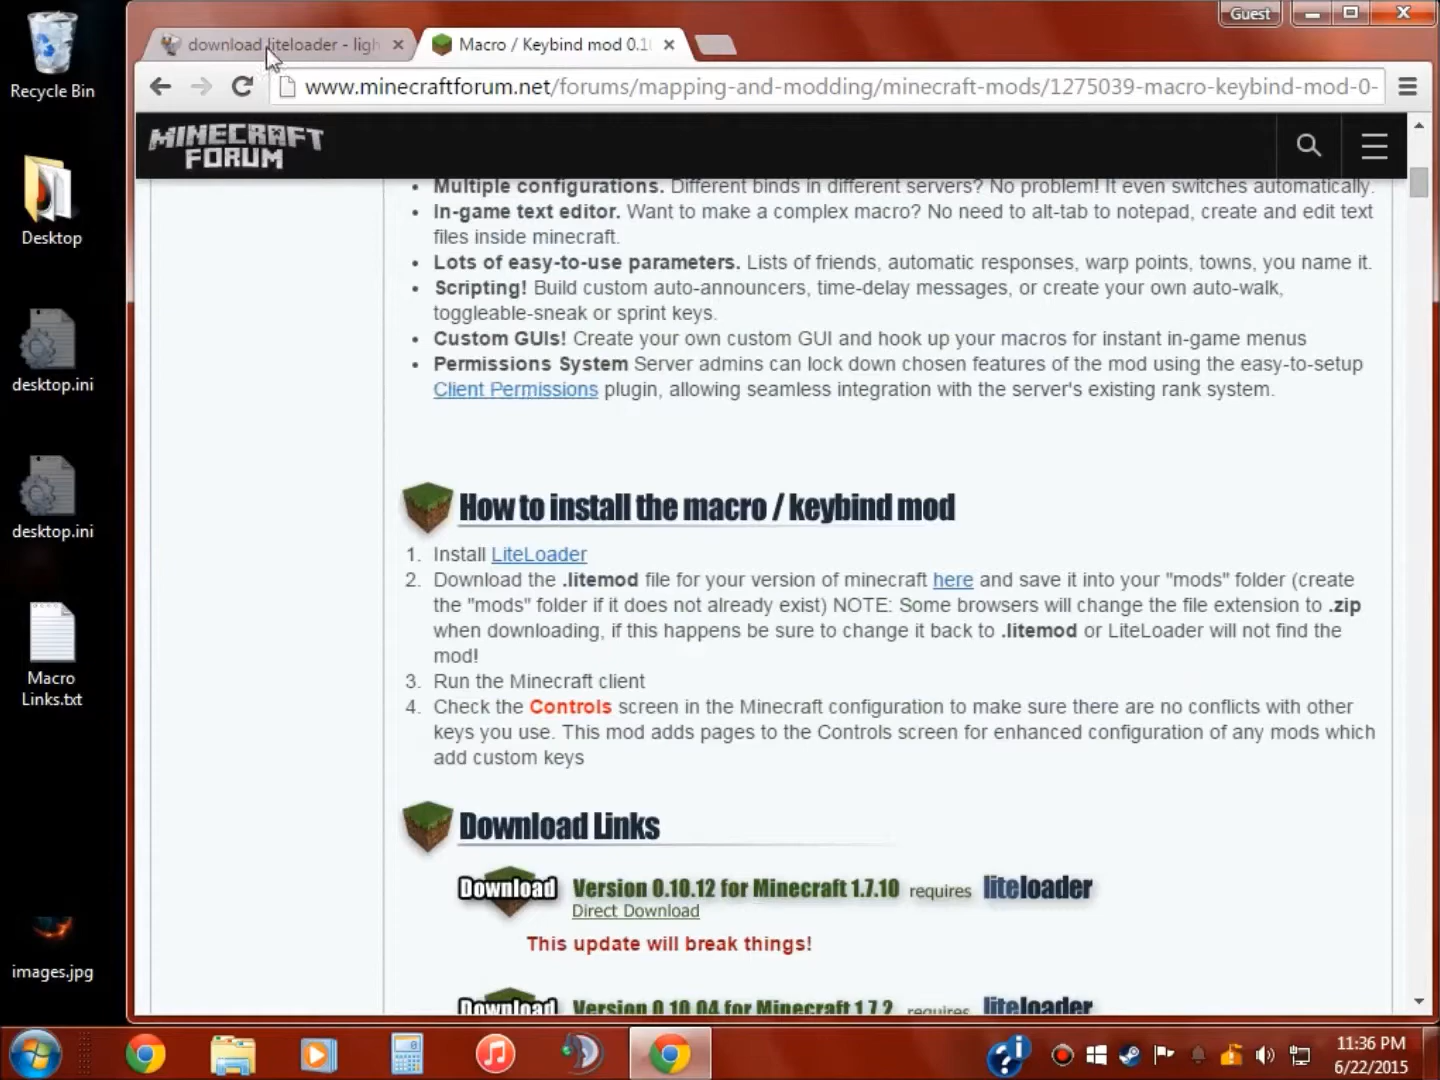 Guest
download liteloader - ligh
Macro / Keybind mod 0.1
www.minecraftforum.net/forums/mapping-and-modding/minecraft-mods/1275039-macro-keybind-mod-0-
MINECRAFT
FORUM
Recycle Bin
Desktop
desktop.ini
desktop.ini
Macro
Links.txt
images.jpg
• Multiple configurations. Different binds in different servers? No problem! It even switches automatically.
• In-game text editor. Want to make a complex macro? No need to alt-tab to notepad, create and edit text
files inside minecraft.
• Lots of easy-to-use parameters. Lists of friends, automatic responses, warp points, towns, you name it.
• Scripting! Build custom auto-announcers, time-delay messages, or create your own auto-walk,
toggleable-sneak or sprint keys.
• Custom GUIs! Create your own custom GUI and hook up your macros for instant in-game menus
• Permissions System Server admins can lock down chosen features of the mod using the easy-to-setup
Client Permissions plugin, allowing seamless integration with the server's existing rank system.
How to install the macro / keybind mod
1. Install LiteLoader
2. Download the .litemod file for your version of minecraft here and save it into your "mods" folder (create
the "mods" folder if it does not already exist) NOTE: Some browsers will change the file extension to .zip
when downloading, if this happens be sure to change it back to .litemod or LiteLoader will not find the
mod!
3. Run the Minecraft client
4. Check the Controls screen in the Minecraft configuration to make sure there are no conflicts with other
keys you use. This mod adds pages to the Controls screen for enhanced configuration of any mods which
add custom keys
Download Links
Download Version 0.10.12 for Minecraft 1.7.10 requires liteloader
Direct Download
This update will break things!
Download Version 0.10.04 for Minecraft 1.7.2 requires liteloader
11:36 PM
6/22/2015